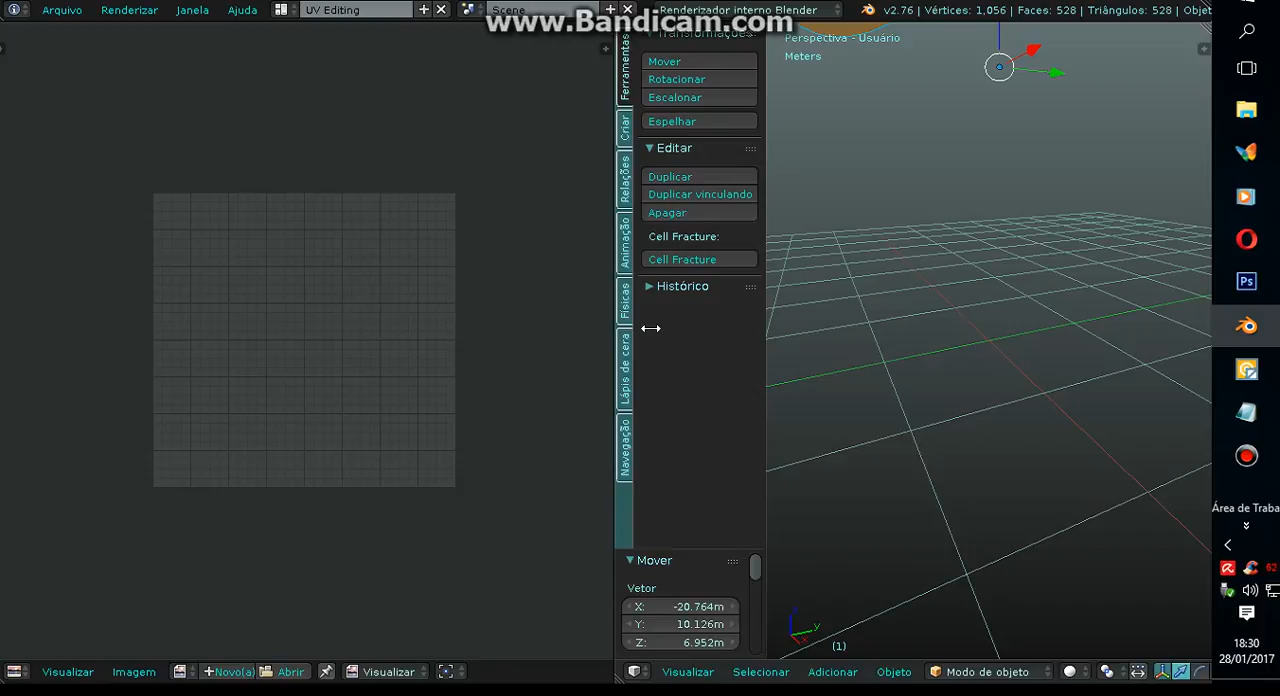 Arquivo Renderizar Janela Ajuda UV Editing Scene Renderizador interno Blender v2.76 | Vértices: 1,056 | Faces: 528 | Triângulos: 528 | Objet
www.Bandicam.com
Transformações:
Perspectiva - Usuário
Meters
Ferramentas
Mover
Rotacionar
Escalonar
Espelhar
Criar
Editar
Relações
Duplicar
Duplicar vinculando
Apagar
Animação
Cell Fracture:
Cell Fracture
Físicas
Histórico
Lápis de cera
Navegação
Mover
Vetor
X: -20.764m
Y: 10.126m
Z: 6.952m
(1)
z
y
x
Visualizar Imagem Novo(a) Abrir Visualizar
Visualizar Selecionar Adicionar Objeto Modo de objeto
Ps
Área de Traba
62
18:30
28/01/2017